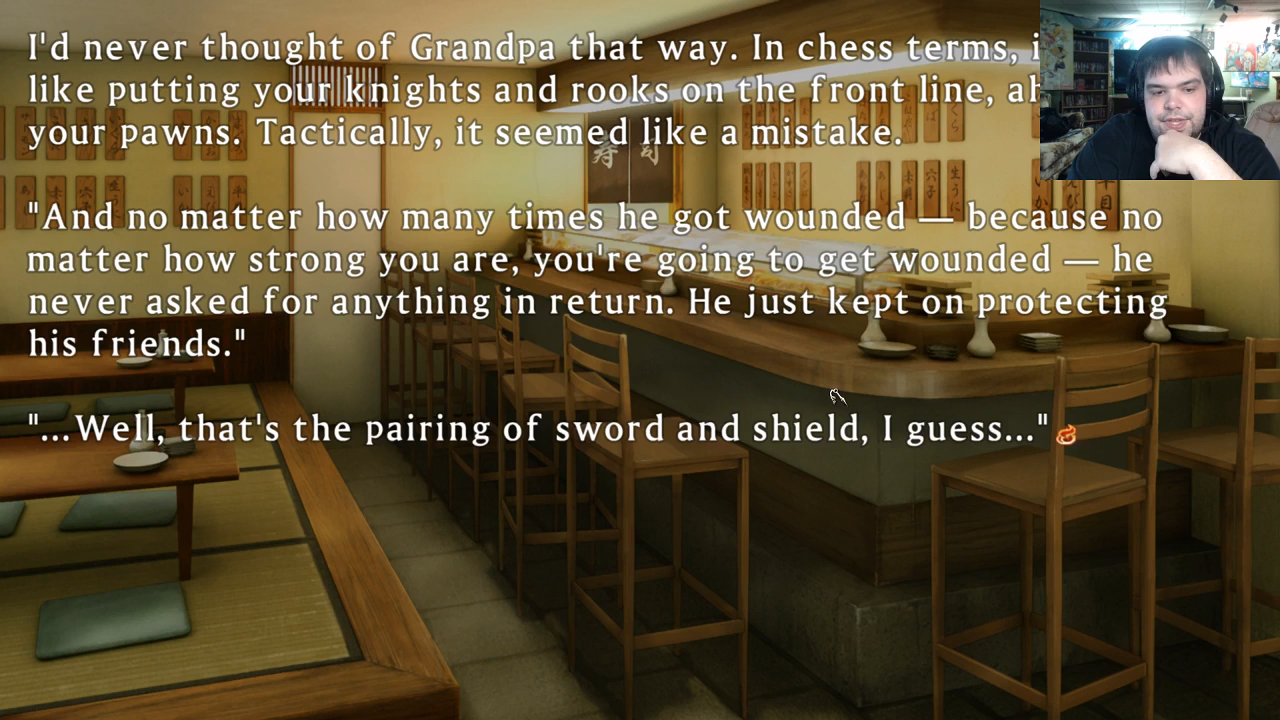 I'd never thought of Grandpa that way. In chess terms, i
like putting your knights and rooks on the front line, ah
your pawns. Tactically, it seemed like a mistake.
"And no matter how many times he got wounded — because no
matter how strong you are, you're going to get wounded — he
never asked for anything in return. He just kept on protecting
his friends."
"...Well, that's the pairing of sword and shield, I guess..."
寿司